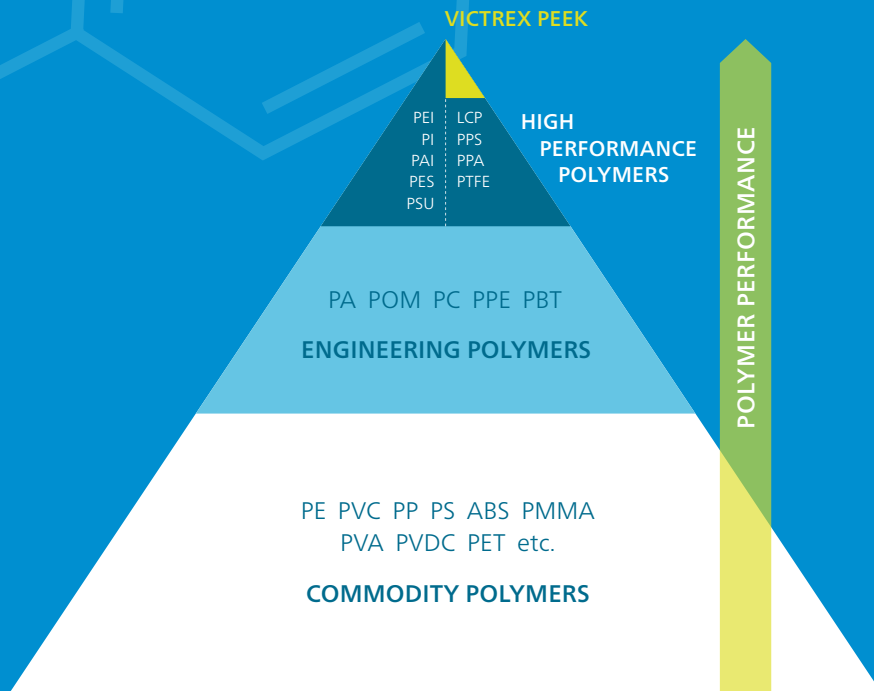 VICTREX PEEK
PEI LCP
PI PPS
PAI PPA
PES PTFE
PSU
HIGH
PERFORMANCE
POLYMERS
PA POM PC PPE PBT
ENGINEERING POLYMERS
PE PVC PP PS ABS PMMA
PVA PVDC PET etc.
COMMODITY POLYMERS
POLYMER PERFORMANCE